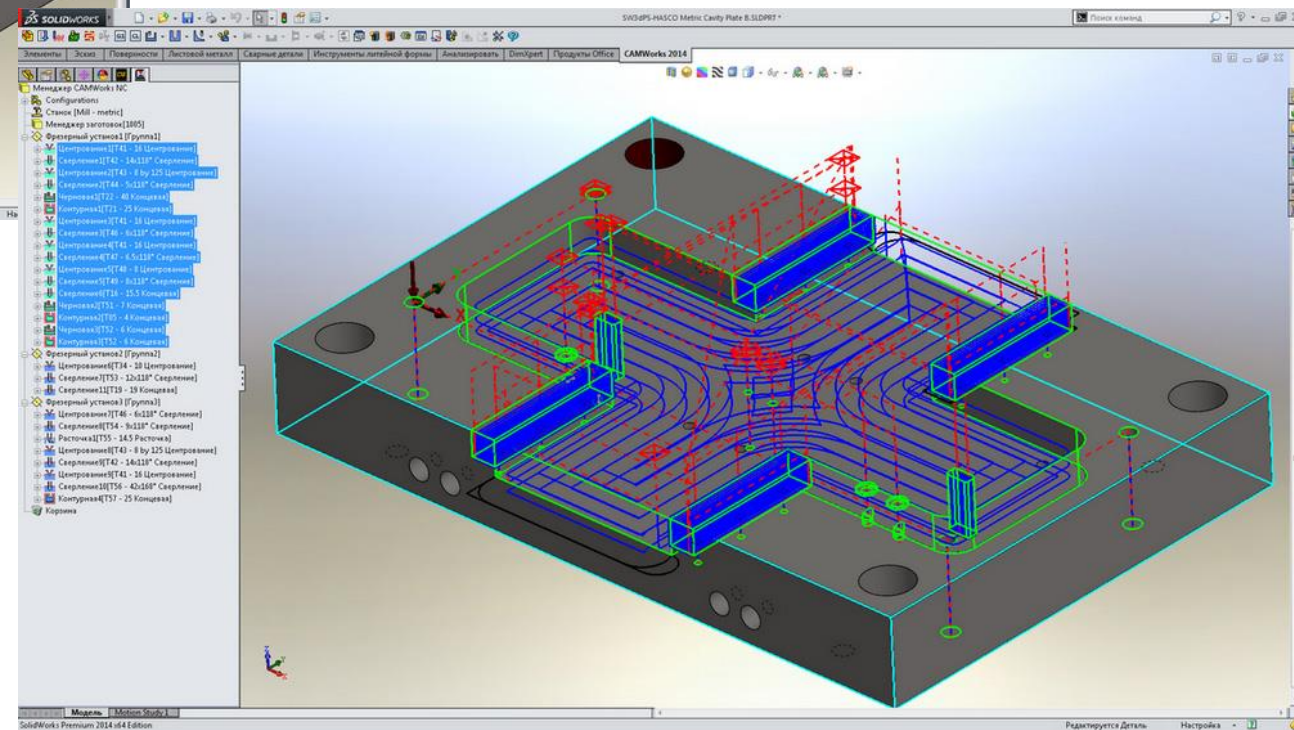 SOLIDWORKS
SW3dPS-HASCO Metric Cavity Plate B.SLDPRT *
Поиск команд
Элементы Эскиз Поверхности Листовой металл Сварные детали Инструменты литейной формы Анализировать DimXpert Продукты Office CAMWorks 2014
Менеджер CAMWorks NC
Configurations
Станок [Mill - metric]
Менеджер заготовок[1005]
Фрезерный установ1 [Группа1]
Центрование1[T41 - 16 Центрование]
Сверление1[T42 - 14x118° Сверление]
Центрование2[T43 - 8 by 125 Центрование]
Сверление2[T44 - 5x118° Сверление]
Черновая1[T22 - 40 Концевая]
Контурная1[T21 - 25 Концевая]
Центрование3[T41 - 16 Центрование]
Сверление3[T46 - 6x118° Сверление]
Центрование4[T41 - 16 Центрование]
Сверление4[T47 - 6.5x118° Сверление]
Центрование5[T48 - 8 Центрование]
Сверление5[T49 - 8x118° Сверление]
Сверление6[T16 - 15.5 Концевая]
Черновая2[T51 - 7 Концевая]
Контурная2[T05 - 4 Концевая]
Черновая3[T52 - 6 Концевая]
Контурная3[T52 - 6 Концевая]
Фрезерный установ2 [Группа2]
Центрование6[T34 - 10 Центрование]
Сверление7[T53 - 12x118° Сверление]
Сверление11[T19 - 19 Концевая]
Фрезерный установ3 [Группа3]
Центрование7[T46 - 6x118° Сверление]
Сверление8[T54 - 9x118° Сверление]
Расточка1[T55 - 14.5 Расточка]
Центрование8[T43 - 8 by 125 Центрование]
Сверление9[T42 - 14x118° Сверление]
Центрование9[T41 - 16 Центрование]
Сверление10[T56 - 42x168° Сверление]
Контурная4[T57 - 25 Концевая]
Корзина
Модель Motion Study 1
SolidWorks Premium 2014 x64 Edition
Редактируется Деталь Настройка